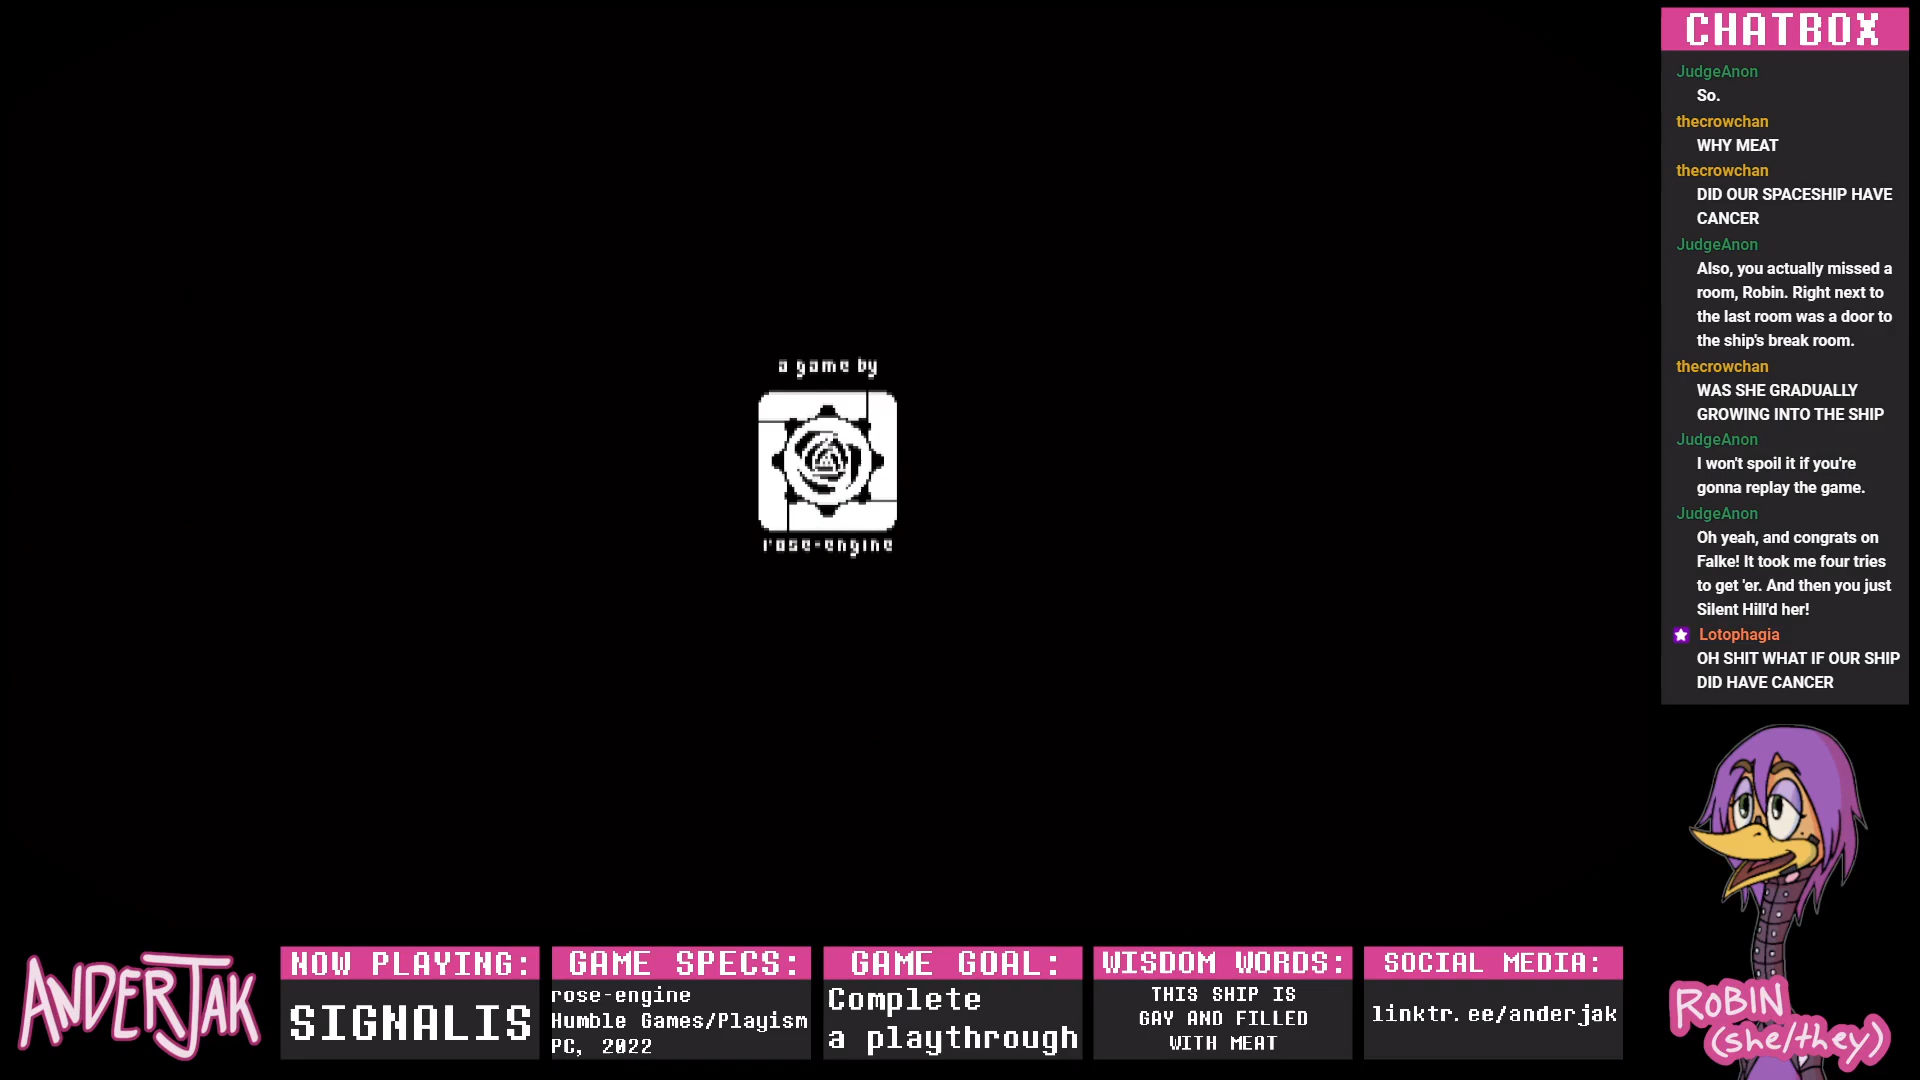 a game by
rose-engine
CHATBOX
JudgeAnon
So.
thecrowchan
WHY MEAT
thecrowchan
DID OUR SPACESHIP HAVE
CANCER
JudgeAnon
Also, you actually missed a
room, Robin. Right next to
the last room was a door to
the ship's break room.
thecrowchan
WAS SHE GRADUALLY
GROWING INTO THE SHIP
JudgeAnon
I won't spoil it if you're
gonna replay the game.
JudgeAnon
Oh yeah, and congrats on
Falke! It took me four tries
to get 'er. And then you just
Silent Hill'd her!
Lotophagia
OH SHIT WHAT IF OUR SHIP
DID HAVE CANCER
ANDERJAK
NOW PLAYING:
SIGNALIS
GAME SPECS:
rose-engine
Humble Games/Playism
PC, 2022
GAME GOAL:
Complete
a playthrough
WISDOM WORDS:
THIS SHIP IS
GAY AND FILLED
WITH MEAT
SOCIAL MEDIA:
linktr.ee/anderjak
ROBIN
(she/they)